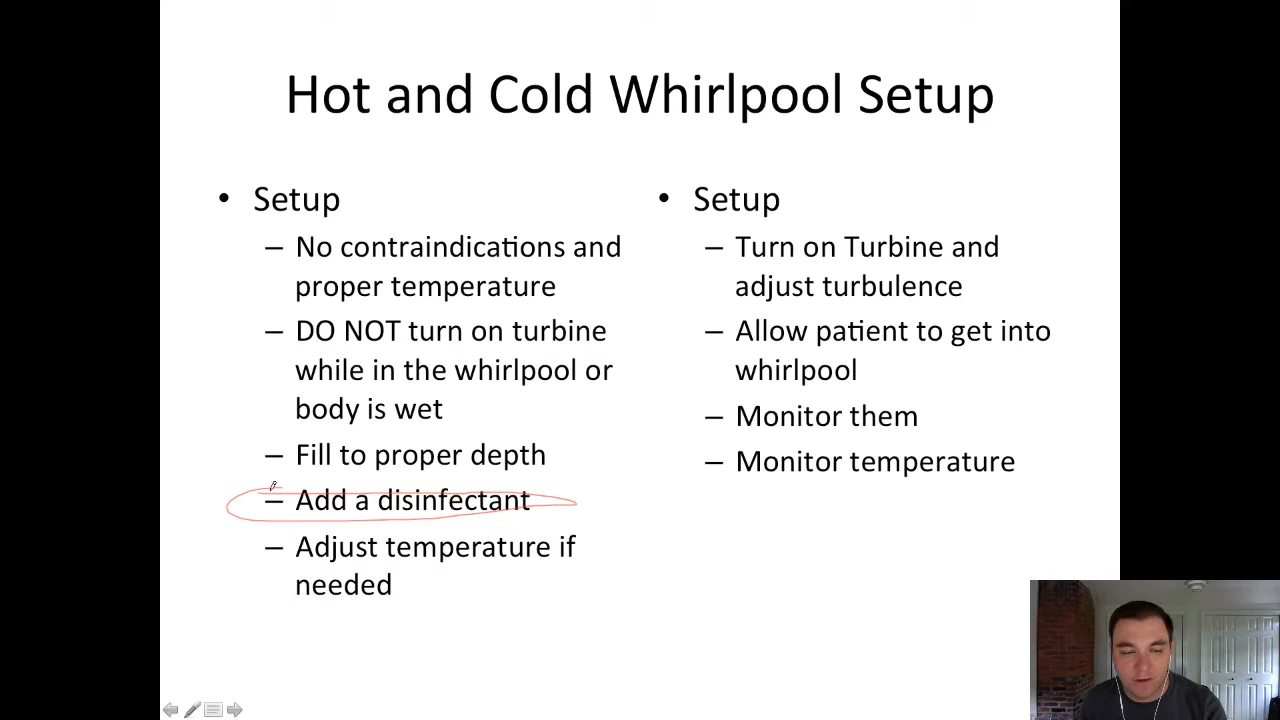 Hot and Cold Whirlpool Setup
• Setup
– No contraindications and
proper temperature
– DO NOT turn on turbine
while in the whirlpool or
body is wet
– Fill to proper depth
– Add a disinfectant
– Adjust temperature if
needed
• Setup
– Turn on Turbine and
adjust turbulence
– Allow patient to get into
whirlpool
– Monitor them
– Monitor temperature